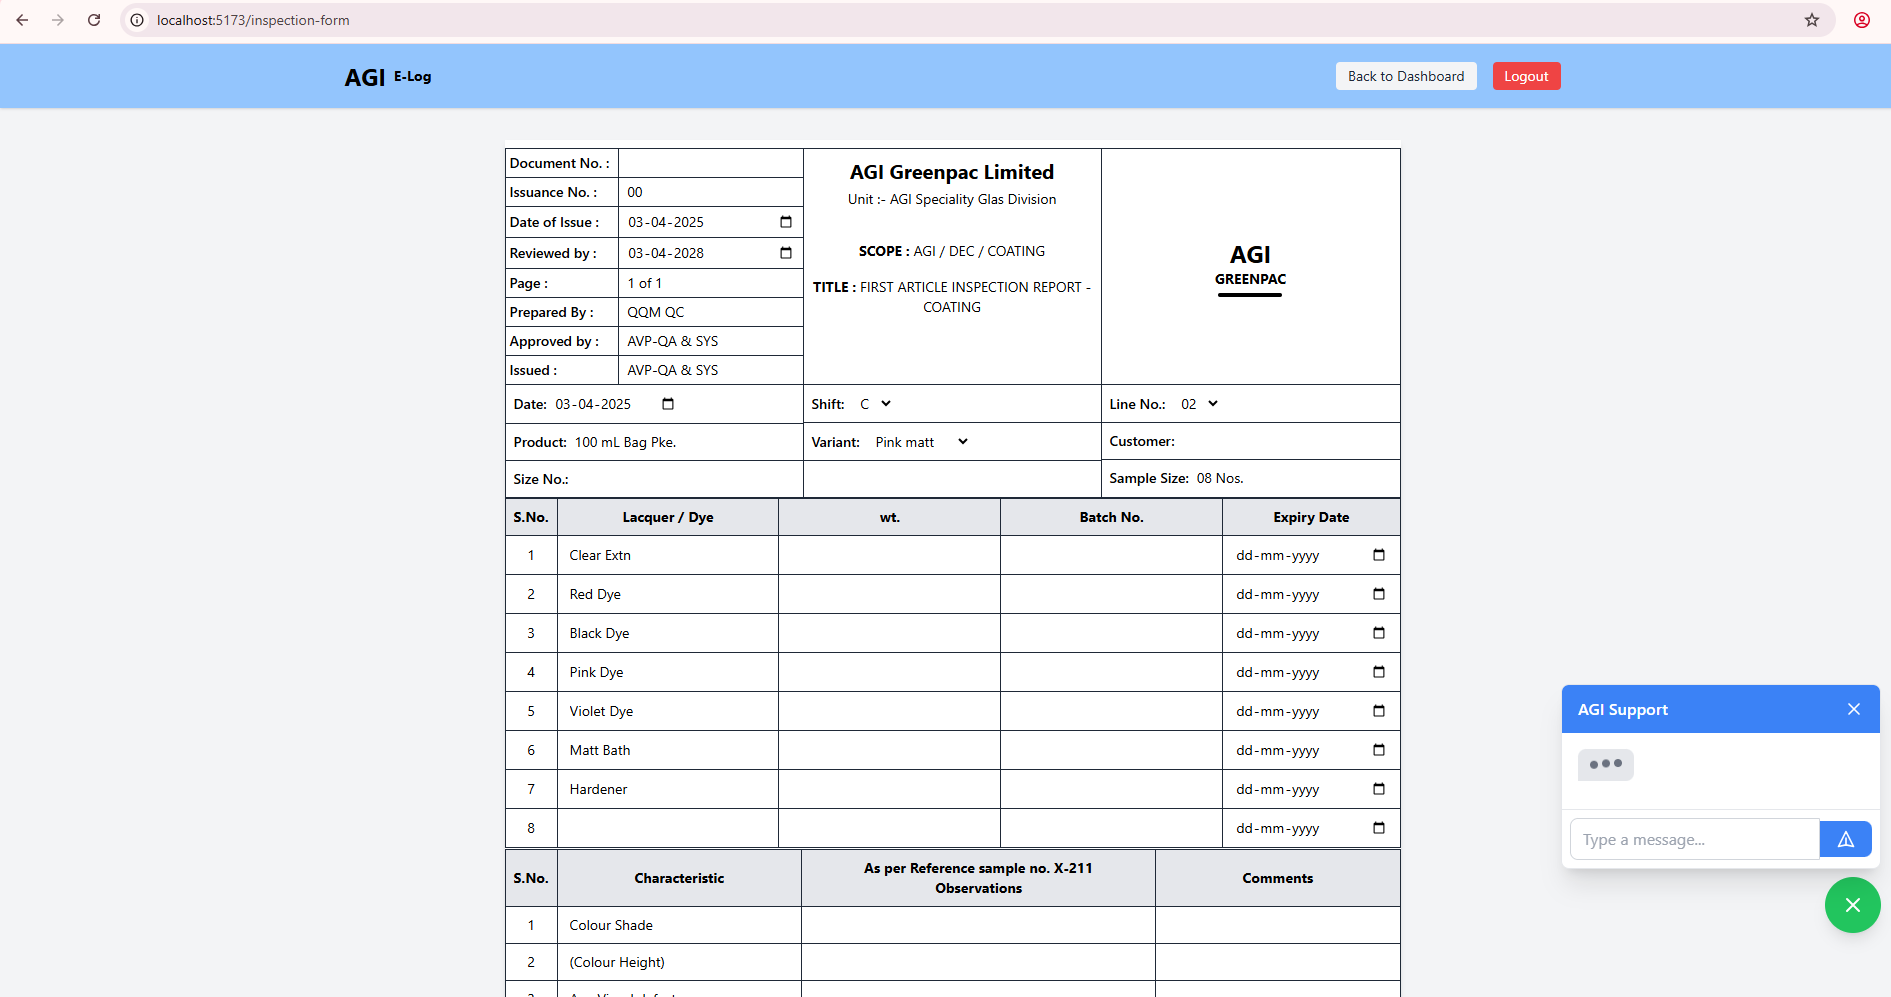 localhost:5173/inspection-form
AGI E-Log
Back to Dashboard
Logout
Document No. :
Issuance No. : 00
Date of Issue : 03-04-2025
Reviewed by : 03-04-2028
Page : 1 of 1
Prepared By : QQM QC
Approved by : AVP-QA & SYS
Issued : AVP-QA & SYS
AGI Greenpac Limited
Unit :- AGI Speciality Glas Division
SCOPE : AGI / DEC / COATING
TITLE : FIRST ARTICLE INSPECTION REPORT -
COATING
AGI
GREENPAC
Date: 03-04-2025 Shift: C Line No.: 02
Product: 100 mL Bag Pke. Variant: Pink matt Customer:
Size No.: Sample Size: 08 Nos.
S.No. Lacquer / Dye wt. Batch No. Expiry Date
1 Clear Extn dd-mm-yyyy
2 Red Dye dd-mm-yyyy
3 Black Dye dd-mm-yyyy
4 Pink Dye dd-mm-yyyy
5 Violet Dye dd-mm-yyyy
6 Matt Bath dd-mm-yyyy
7 Hardener dd-mm-yyyy
8 dd-mm-yyyy
S.No. Characteristic As per Reference sample no. X-211 Comments
Observations
1 Colour Shade
2 (Colour Height)
AGI Support
Type a message...